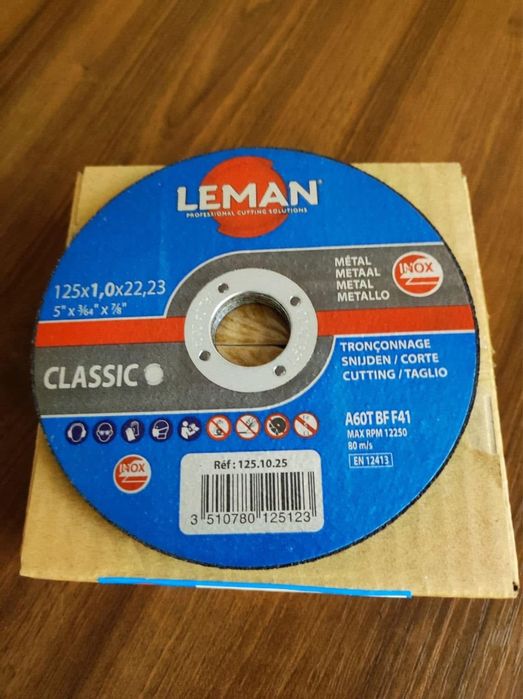 LEMAN
PROFESSIONAL CUTTING SOLUTIONS
125x1,0x22,23
5" x 3/64" x 7/8"
MÉTAL
METAAL
METAL
METALLO
INOX
CLASSIC
TRONÇONNAGE
SNIJDEN / CORTE
CUTTING / TAGLIO
A60T BF F41
MAX RPM 12250
80 m/s
EN 12413
INOX
Réf : 125.10.25
3 510780 125123